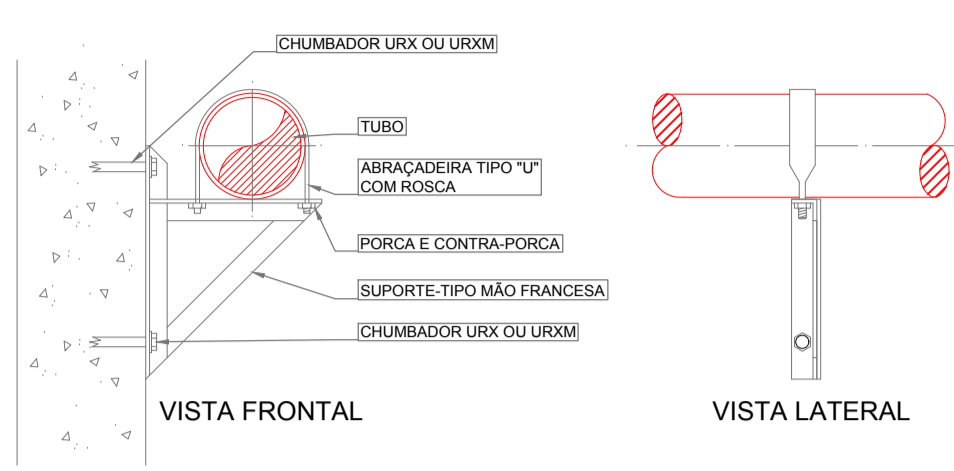 CHUMBADOR URX OU URXM
TUBO
ABRAÇADEIRA TIPO "U"
COM ROSCA
PORCA E CONTRA-PORCA
SUPORTE-TIPO MÃO FRANCESA
CHUMBADOR URX OU URXM
VISTA FRONTAL
VISTA LATERAL